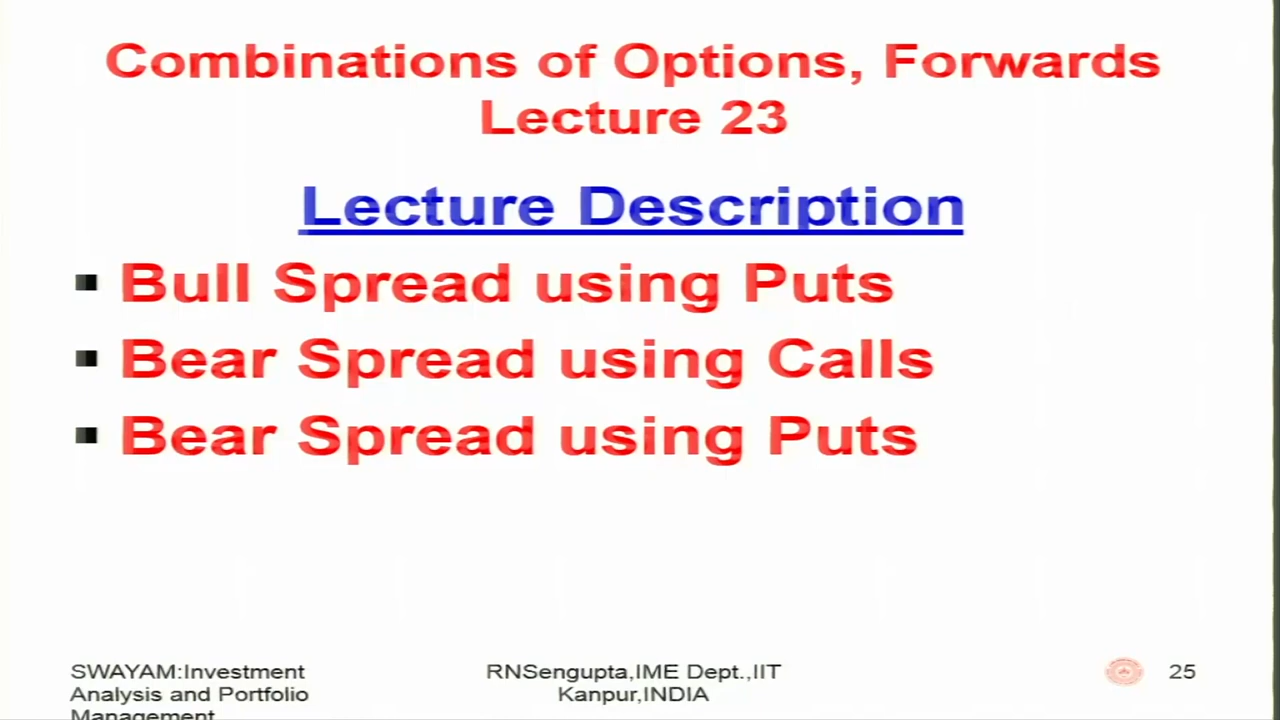 Combinations of Options, Forwards
Lecture 23
Lecture Description
▪ Bull Spread using Puts
▪ Bear Spread using Calls
▪ Bear Spread using Puts
SWAYAM:Investment
Analysis and Portfolio
Management
RNSengupta,IME Dept.,IIT
Kanpur,INDIA
25